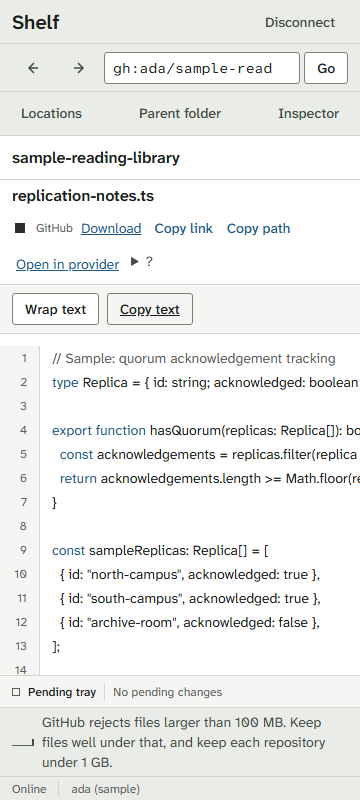 Shelf
Disconnect
← → gh:ada/sample-read Go
Locations Parent folder Inspector
sample-reading-library
replication-notes.ts
GitHub Download Copy link Copy path
Open in provider ▶ ?
Wrap text Copy text
1 // Sample: quorum acknowledgement tracking
2 type Replica = { id: string; acknowledged: boolean
3
4 export function hasQuorum(replicas: Replica[]): bo
5 const acknowledgements = replicas.filter(replica
6 return acknowledgements.length >= Math.floor(re
7 }
8
9 const sampleReplicas: Replica[] = [
10 { id: "north-campus", acknowledged: true },
11 { id: "south-campus", acknowledged: true },
12 { id: "archive-room", acknowledged: false },
13 ];
14
Pending tray No pending changes
GitHub rejects files larger than 100 MB. Keep
files well under that, and keep each repository
under 1 GB.
Online ada (sample)